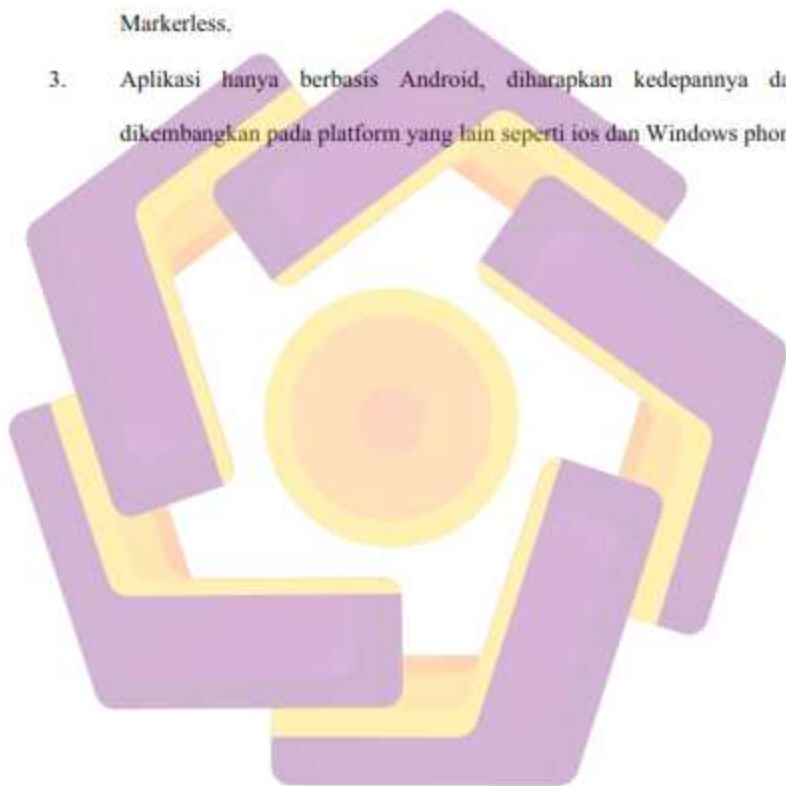 Markerless.
3. Aplikasi hanya berbasis Android, diharapkan kedepannya
dikembangkan pada platform yang lain seperti ios dan Windows